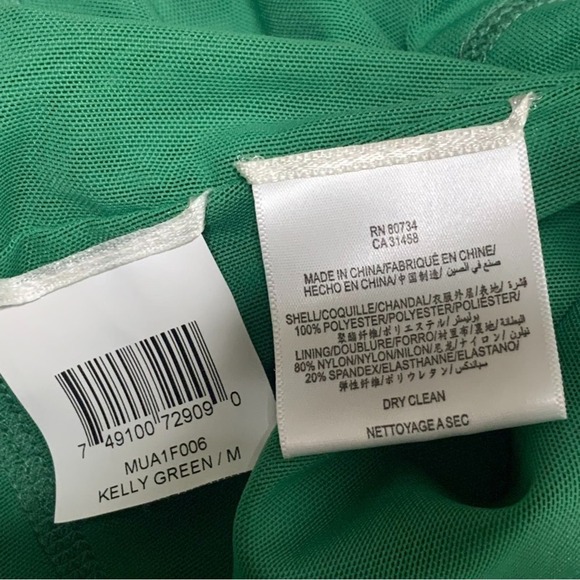 7 49100 72909 0
MUA1F006
KELLY GREEN / M
RN 80734
CA 31458
MADE IN CHINA/FABRIQUÉ EN CHINE/
HECHO EN CHINA/中国制造/ صنع في الصين
SHELL/COQUILLE/CHANDAL/衣服外层/表地/ قشرة/
100% POLYESTER/POLYESTER/POLIÉSTER/
聚酯纤维/ポリエステル/ بوليستر
LINING/DOUBLURE/FORRO/衬里布/裏地/ البطانة/
80% NYLON/NYLON/NILON/尼龙/ナイロン/ نايلون
20% SPANDEX/ELASTHANNE/ELASTANO/
弹性纤维/ポリウレタン/ سباندكس
DRY CLEAN
NETTOYAGE A SEC